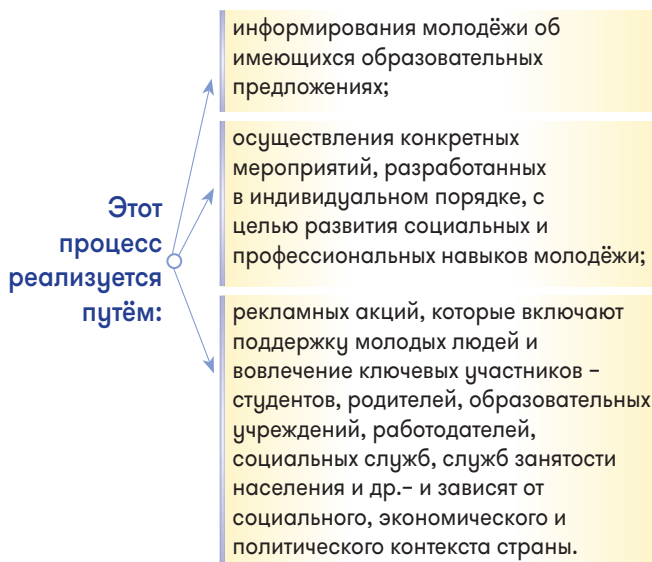 Этот
процесс
реализуется
путём:
информирования молодёжи об
имеющихся образовательных
предложениях;
осуществления конкретных
мероприятий, разработанных
в индивидуальном порядке, с
целью развития социальных и
профессиональных навыков молодёжи;
рекламных акций, которые включают
поддержку молодых людей и
вовлечение ключевых участников –
студентов, родителей, образовательных
учреждений, работодателей,
социальных служб, служб занятости
населения и др.– и зависят от
социального, экономического и
политического контекста страны.